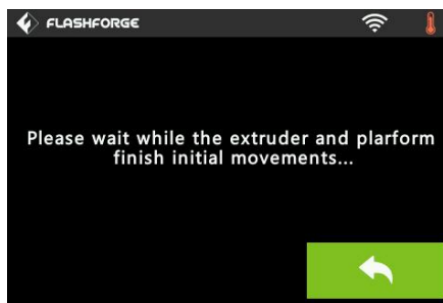 FLASHFORGE
Please wait while the extruder and plarform
finish initial movements...